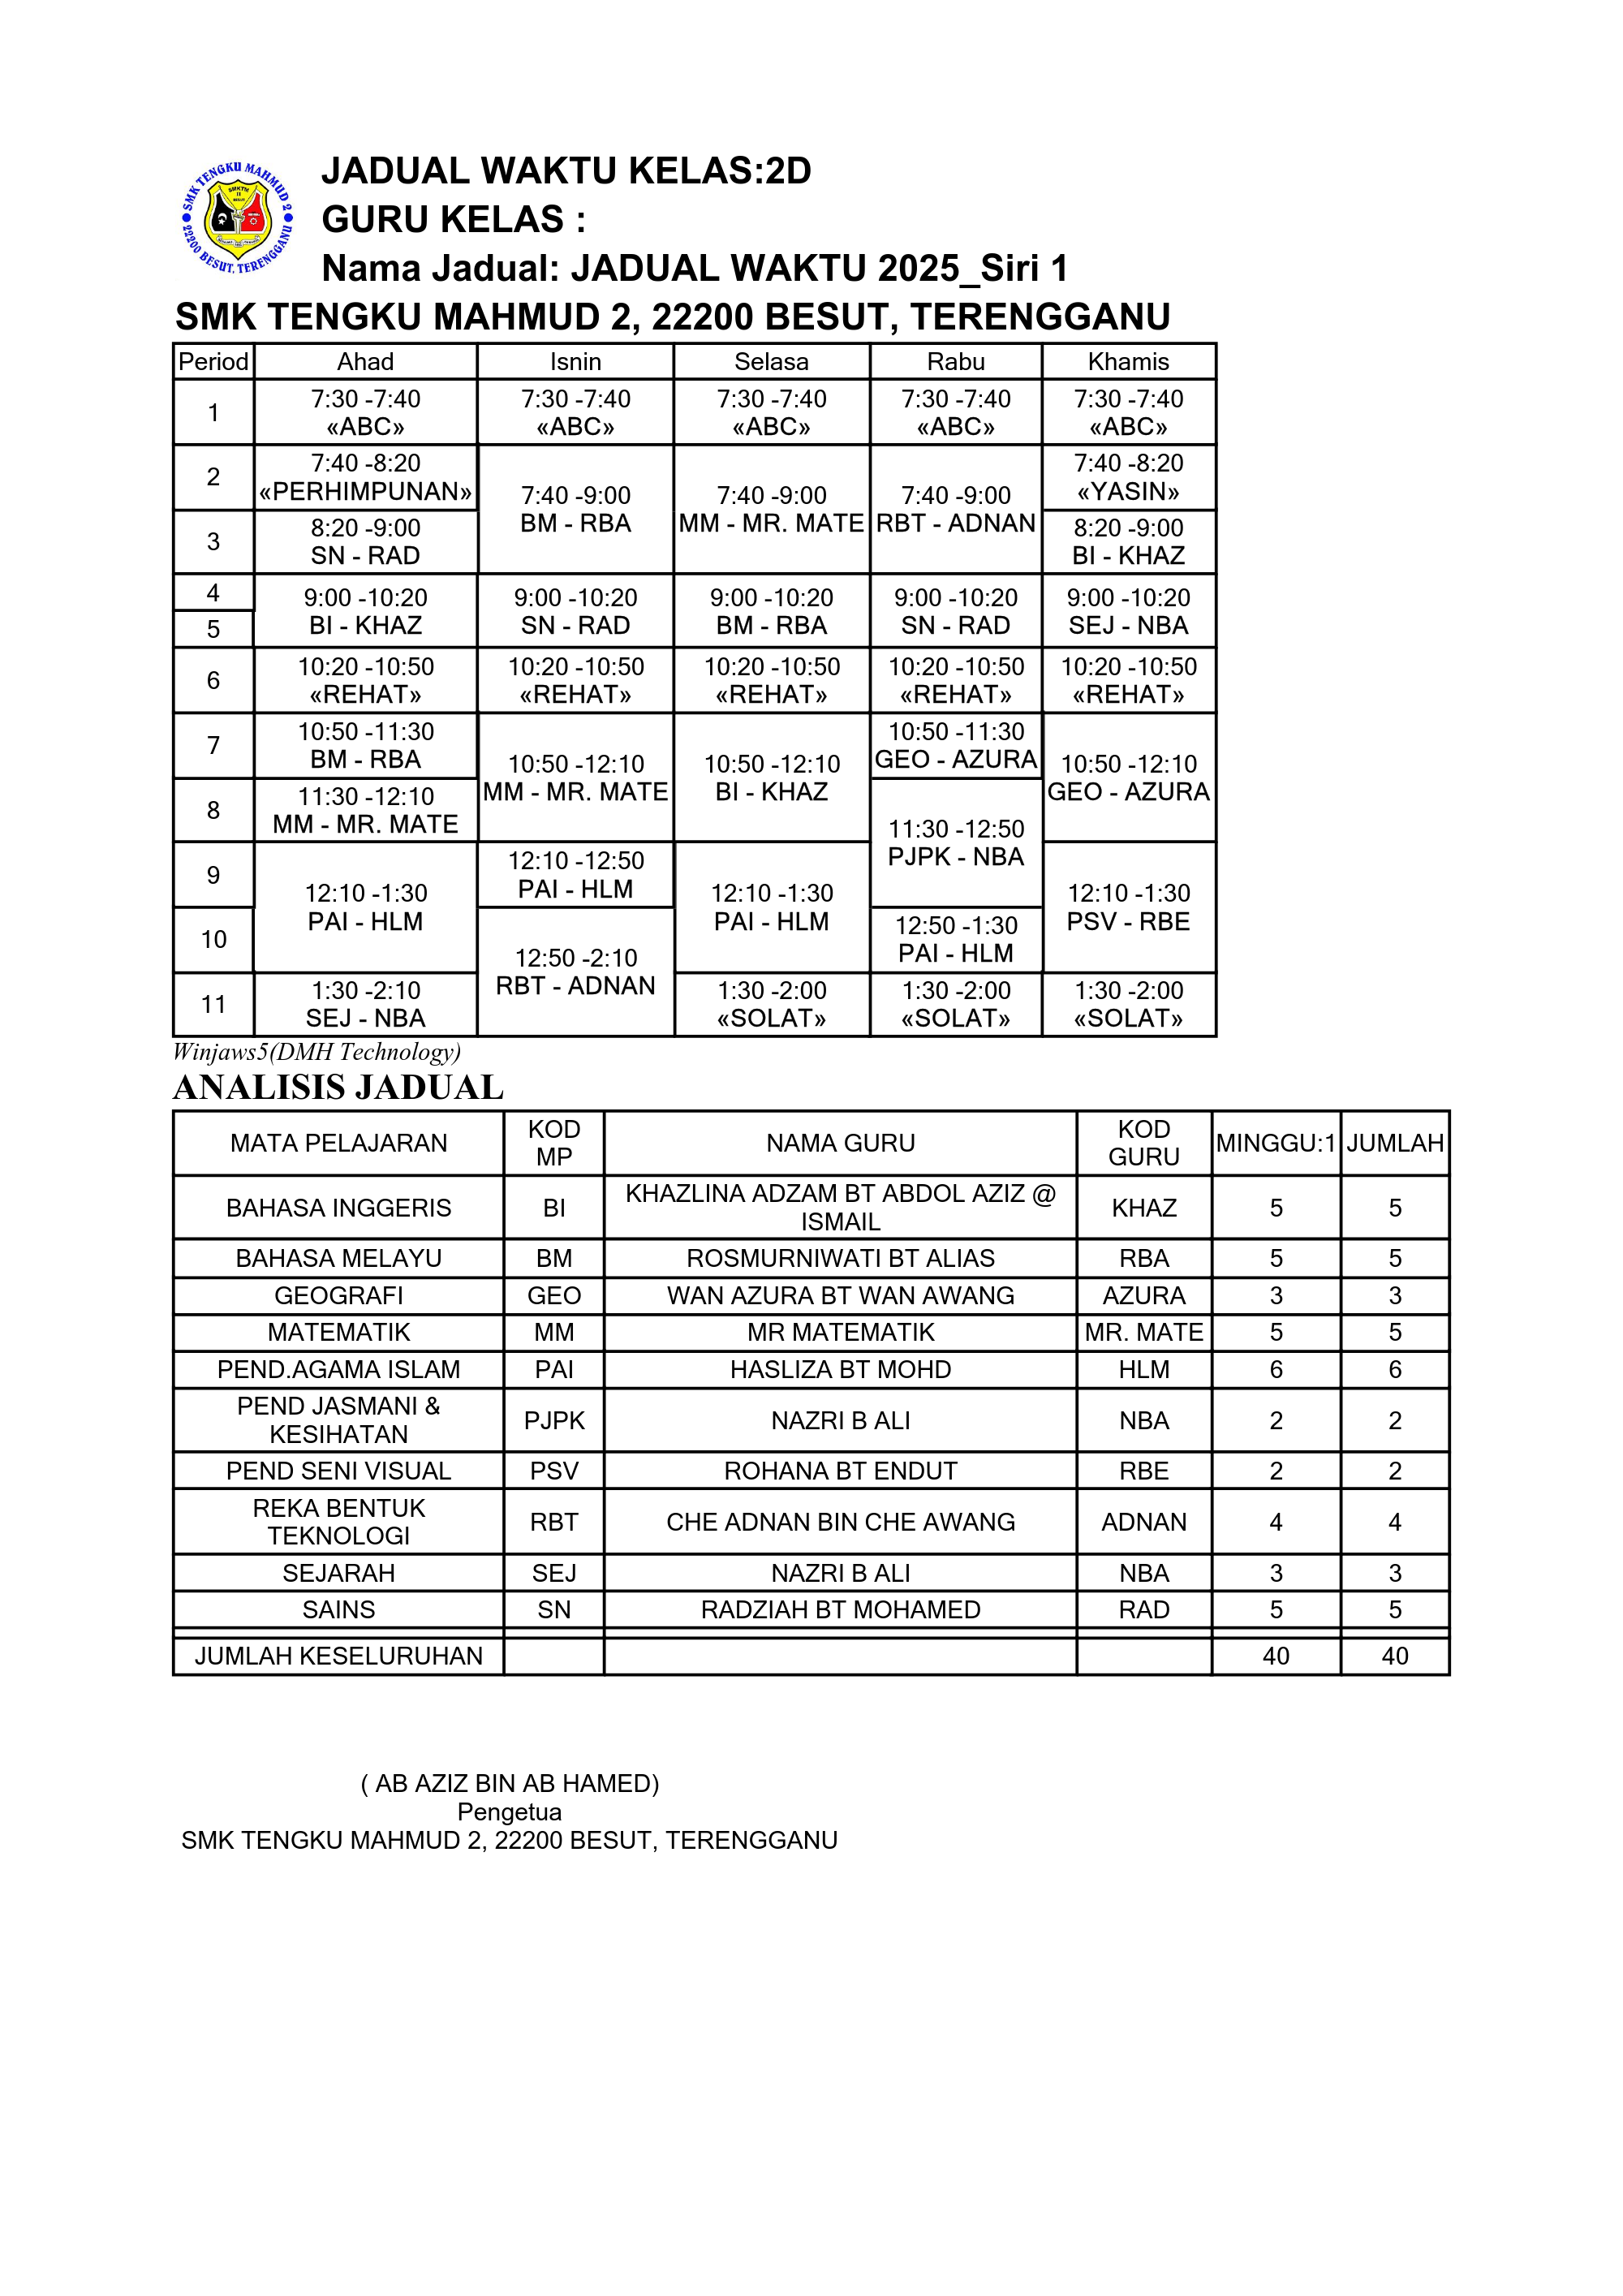 SMK TENGKU MAHMUD 2
22200 BESUT, TERENGGANU
JADUAL WAKTU KELAS:2D
GURU KELAS :
Nama Jadual: JADUAL WAKTU 2025_Siri 1
SMK TENGKU MAHMUD 2, 22200 BESUT, TERENGGANU
Period Ahad Isnin Selasa Rabu Khamis
1
7:30 -7:40
«ABC»
7:30 -7:40
«ABC»
7:30 -7:40
«ABC»
7:30 -7:40
«ABC»
7:30 -7:40
«ABC»
2
7:40 -8:20
«PERHIMPUNAN»
7:40 -9:00
BM - RBA
7:40 -9:00
MM - MR. MATE
7:40 -9:00
RBT - ADNAN
7:40 -8:20
«YASIN»
3
8:20 -9:00
SN - RAD
8:20 -9:00
BI - KHAZ
4
9:00 -10:20
BI - KHAZ
9:00 -10:20
SN - RAD
9:00 -10:20
BM - RBA
9:00 -10:20
SN - RAD
9:00 -10:20
SEJ - NBA
5
6
10:20 -10:50
«REHAT»
10:20 -10:50
«REHAT»
10:20 -10:50
«REHAT»
10:20 -10:50
«REHAT»
10:20 -10:50
«REHAT»
7
10:50 -11:30
BM - RBA
10:50 -12:10
MM - MR. MATE
10:50 -12:10
BI - KHAZ
10:50 -11:30
GEO - AZURA
10:50 -12:10
GEO - AZURA
8
11:30 -12:10
MM - MR. MATE
11:30 -12:50
PJPK - NBA
9
12:10 -1:30
PAI - HLM
12:10 -12:50
PAI - HLM
12:10 -1:30
PAI - HLM
12:10 -1:30
PSV - RBE
10
12:50 -2:10
RBT - ADNAN
12:50 -1:30
PAI - HLM
11
1:30 -2:10
SEJ - NBA
1:30 -2:00
«SOLAT»
1:30 -2:00
«SOLAT»
1:30 -2:00
«SOLAT»
Winjaws5(DMH Technology)
ANALISIS JADUAL
MATA PELAJARAN KOD MP NAMA GURU KOD GURU MINGGU:1 JUMLAH
BAHASA INGGERIS BI KHAZLINA ADZAM BT ABDOL AZIZ @ ISMAIL KHAZ 5 5
BAHASA MELAYU BM ROSMURNIWATI BT ALIAS RBA 5 5
GEOGRAFI GEO WAN AZURA BT WAN AWANG AZURA 3 3
MATEMATIK MM MR MATEMATIK MR. MATE 5 5
PEND.AGAMA ISLAM PAI HASLIZA BT MOHD HLM 6 6
PEND JASMANI & KESIHATAN PJPK NAZRI B ALI NBA 2 2
PEND SENI VISUAL PSV ROHANA BT ENDUT RBE 2 2
REKA BENTUK TEKNOLOGI RBT CHE ADNAN BIN CHE AWANG ADNAN 4 4
SEJARAH SEJ NAZRI B ALI NBA 3 3
SAINS SN RADZIAH BT MOHAMED RAD 5 5
JUMLAH KESELURUHAN 40 40
( AB AZIZ BIN AB HAMED)
Pengetua
SMK TENGKU MAHMUD 2, 22200 BESUT, TERENGGANU